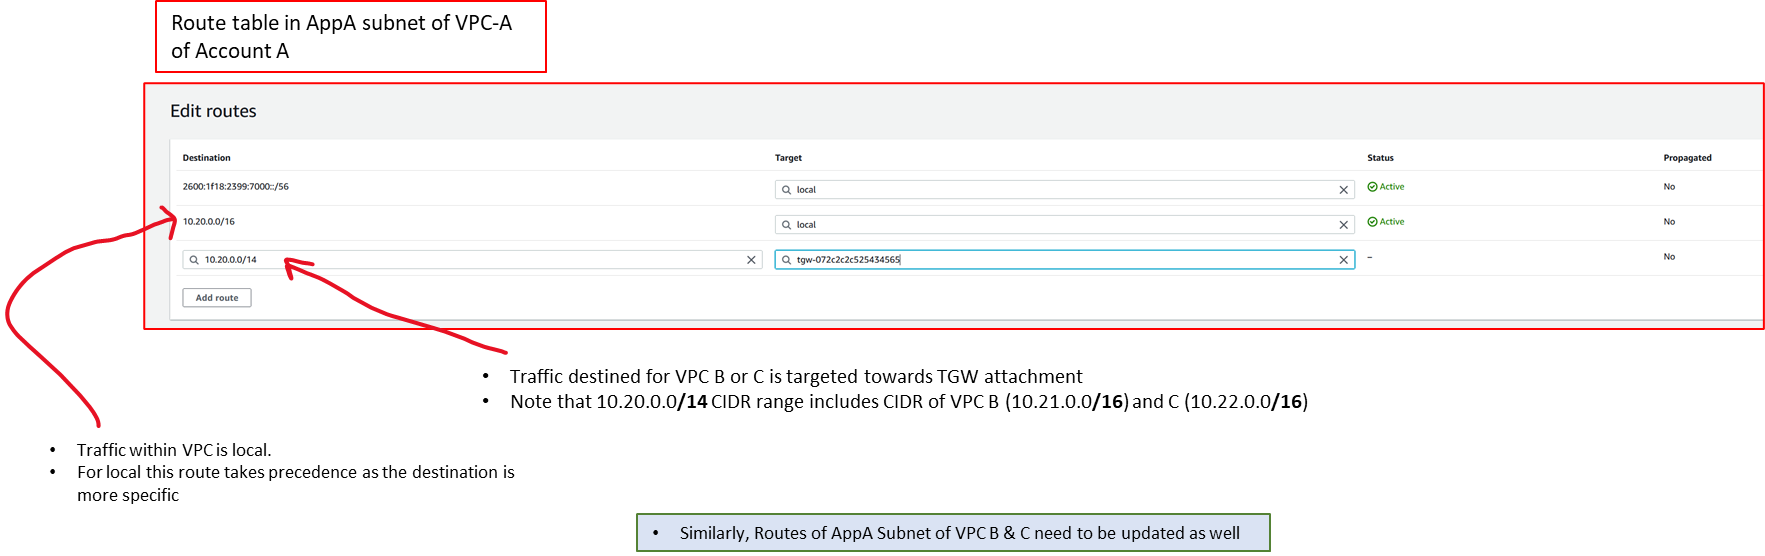 Route table in AppA subnet of VPC-A
of Account A
Edit routes
Destination Target Status Propagated
2600:1f18:2399:7000::/56 local Active No
10.20.0.0/16 local Active No
10.20.0.0/14 tgw-072c2c2c525434565 – No
Add route
• Traffic destined for VPC B or C is targeted towards TGW attachment
• Note that 10.20.0.0/14 CIDR range includes CIDR of VPC B (10.21.0.0/16) and C (10.22.0.0/16)
• Traffic within VPC is local.
• For local this route takes precedence as the destination is
more specific
• Similarly, Routes of AppA Subnet of VPC B & C need to be updated as well